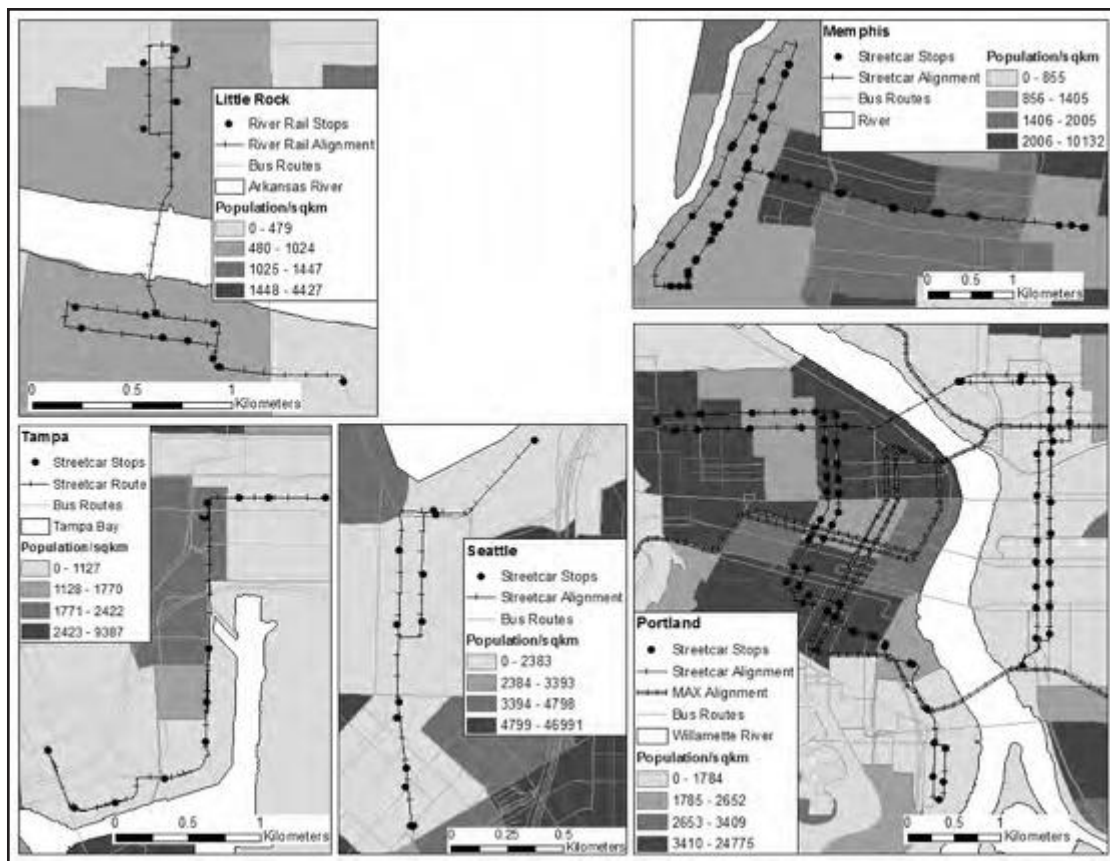 Little Rock
River Rail Stops
River Rail Alignment
Bus Routes
Arkansas River
Population/sqkm
0 - 479
480 - 1024
1025 - 1447
1448 - 4427
0 0.5 1
Kilometers
Memphis
Streetcar Stops
Streetcar Alignment
Bus Routes
River
Population/sqkm
0 - 855
856 - 1405
1406 - 2005
2006 - 10132
0 0.5 1
Kilometers
Tampa
Streetcar Stops
Streetcar Route
Bus Routes
Tampa Bay
Population/sqkm
0 - 1127
1128 - 1770
1771 - 2422
2423 - 9387
0 0.5 1
Kilometers
Seattle
Streetcar Stops
Streetcar Alignment
Bus Routes
Population/sqkm
0 - 2383
2384 - 3393
3394 - 4798
4799 - 46991
0 0.25 0.5
Kilometers
Portland
Streetcar Stops
Streetcar Alignment
MAX Alignment
Bus Routes
Willamette River
Population/sqkm
0 - 1784
1785 - 2652
2653 - 3409
3410 - 24775
0 0.5 1
Kilometers